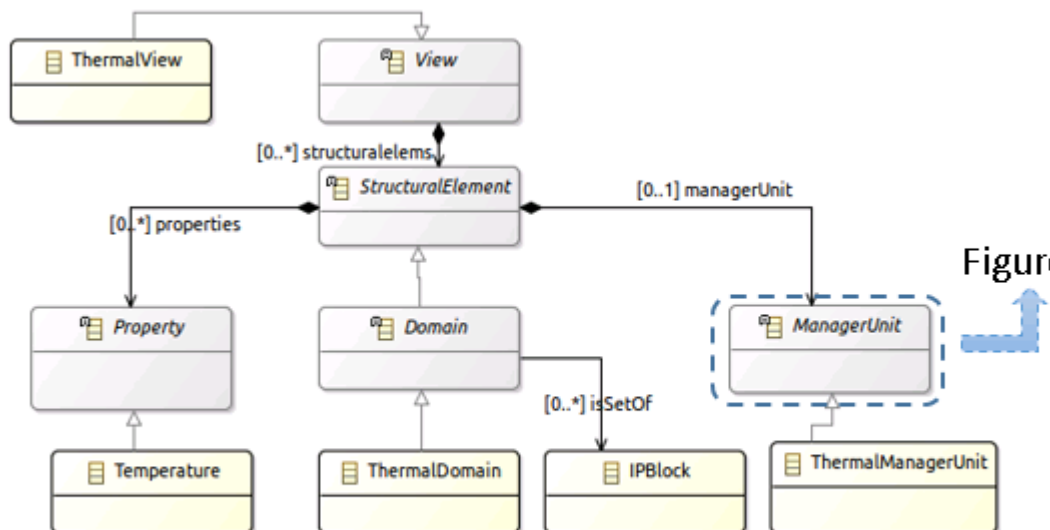 ThermalView
View
[0..*] structuralelems
StructuralElement
[0..1] managerUnit
[0..*] properties
Figure
Property
Domain
ManagerUnit
[0..*] isSetOf
Temperature
ThermalDomain
IPBlock
ThermalManagerUnit